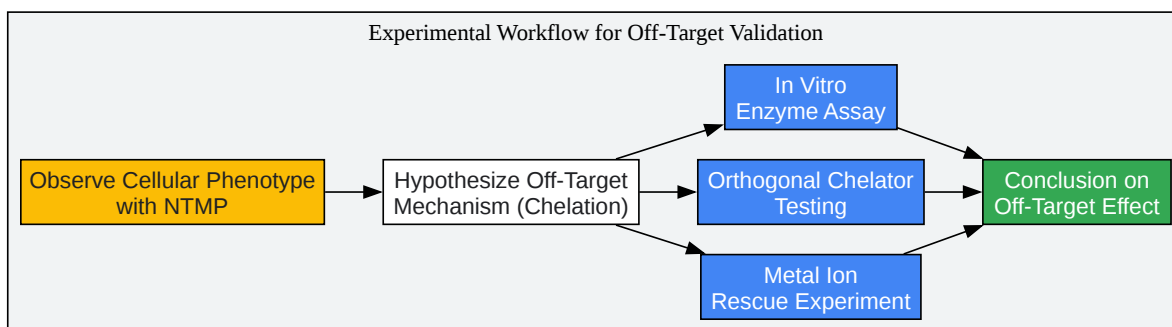 Experimental Workflow for Off-Target Validation
Observe Cellular Phenotype
with NTMP
Hypothesize Off-Target
Mechanism (Chelation)
In Vitro
Enzyme Assay
Orthogonal Chelator
Testing
Metal Ion
Rescue Experiment
Conclusion on
Off-Target Effect